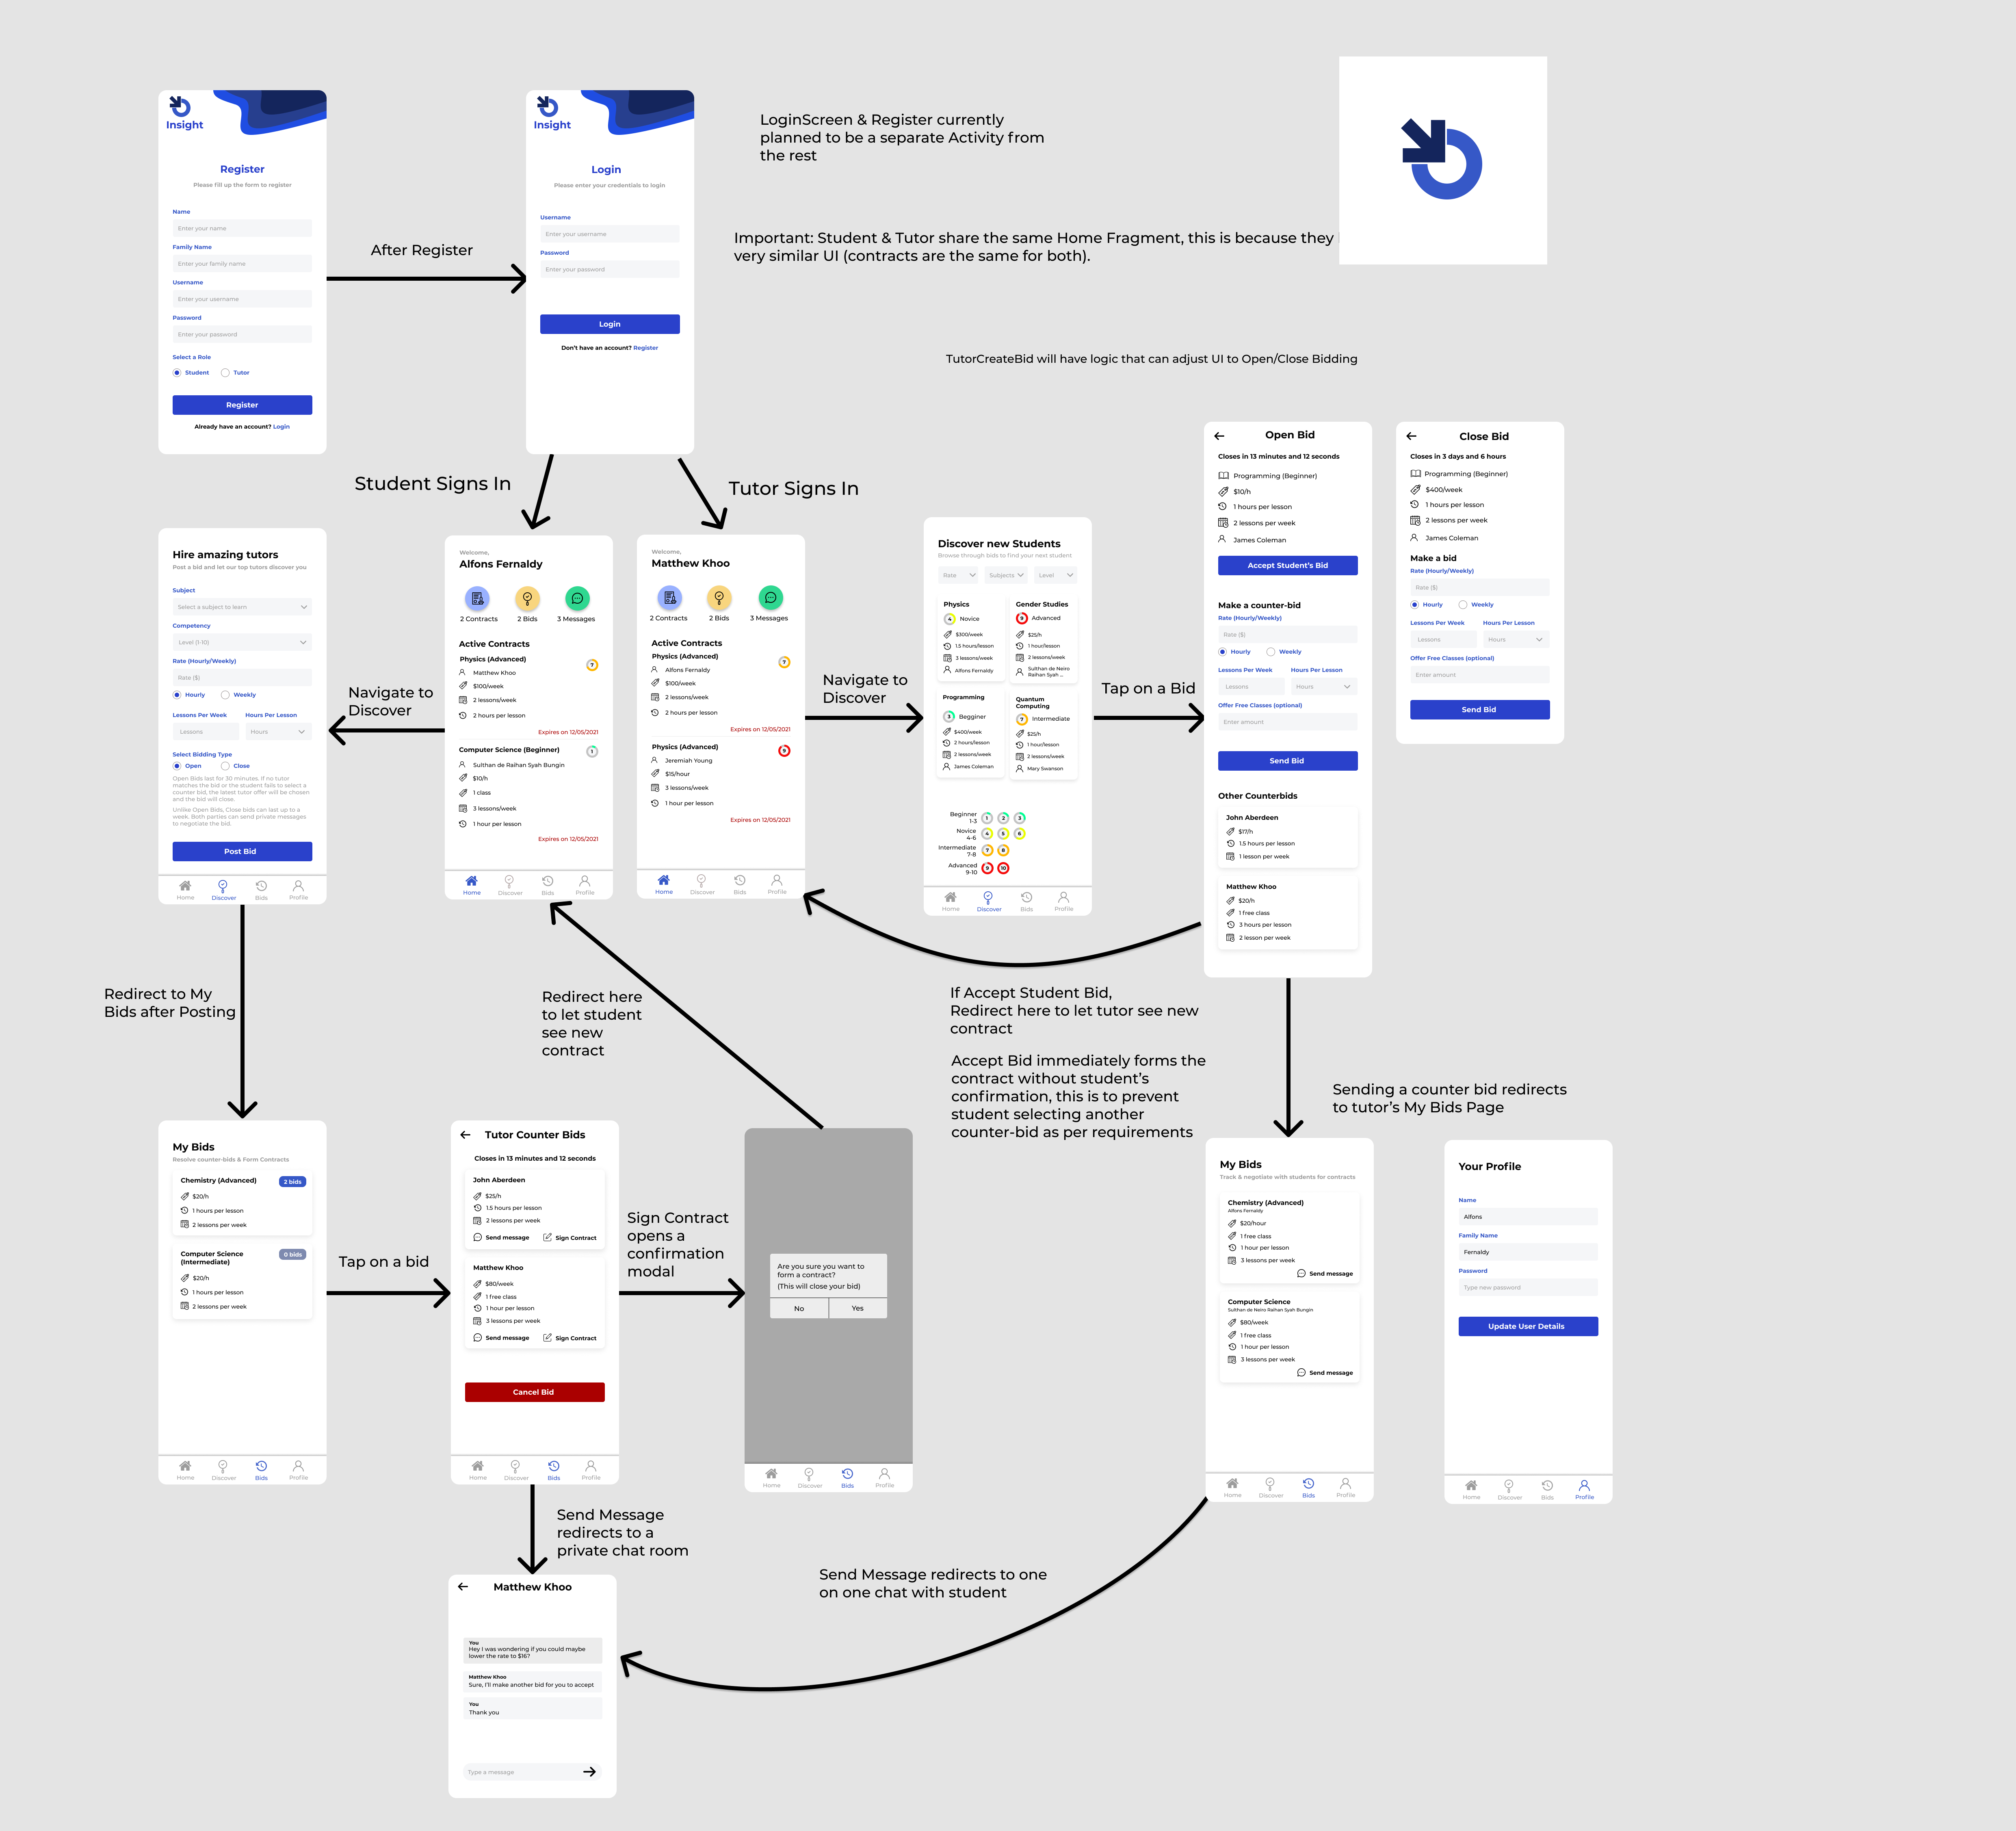 Insight
Register
Please fill up the form to register
Name
Enter your name
Family Name
Enter your family name
Username
Enter your username
Password
Enter your password
Select a Role
Student Tutor
Register
Already have an account? Login
After Register
Insight
Login
Please enter your credentials to login
Username
Enter your username
Password
Enter your password
Login
Don't have an account? Register
LoginScreen & Register currently
planned to be a separate Activity from
the rest
Important: Student & Tutor share the same Home Fragment, this is because they
very similar UI (contracts are the same for both).
TutorCreateBid will have logic that can adjust UI to Open/Close Bidding
Student Signs In
Tutor Signs In
Hire amazing tutors
Post a bid and let our top tutors discover you
Subject
Select a subject to learn
Competency
Level (1-10)
Rate (Hourly/Weekly)
Rate ($)
Hourly Weekly
Lessons Per Week Hours Per Lesson
Lessons Hours
Select Bidding Type
Open Close
Open Bids last for 30 minutes. If no tutor
matches the bid or the student fails to select a
counter bid, the latest tutor offer will be chosen
and the bid will close.
Unlike Open Bids, Close bids can last up to a
week. Both parties can send private messages
to negotiate the bid.
Post Bid
Home Discover Bids Profile
Navigate to
Discover
Welcome,
Alfons Fernaldy
2 Contracts 2 Bids 3 Messages
Active Contracts
Physics (Advanced)
7
Matthew Khoo
$100/week
2 lessons/week
2 hours per lesson
Expires on 12/05/2021
Computer Science (Beginner)
1
Sulthan de Raihan Syah Bungin
$10/h
1 class
3 lessons/week
1 hour per lesson
Expires on 12/05/2021
Home Discover Bids Profile
Welcome,
Matthew Khoo
2 Contracts 2 Bids 3 Messages
Active Contracts
Physics (Advanced)
7
Alfons Fernaldy
$100/week
2 lessons/week
2 hours per lesson
Expires on 12/05/2021
Physics (Advanced)
9
Jeremiah Young
$15/hour
3 lessons/week
1 hour per lesson
Expires on 12/05/2021
Home Discover Bids Profile
Navigate to
Discover
Discover new Students
Browse through bids to find your next student
Rate Subjects Level
Physics
4 Novice
$300/week
1.5 hours/lesson
3 lessons/week
Alfons Fernaldy
Gender Studies
9 Advanced
$25/h
1 hour/lesson
2 lessons/week
Sulthan de Neiro
Raihan Syah ...
Programming
3 Begginer
$400/week
2 hours/lesson
2 lessons/week
James Coleman
Quantum
Computing
7 Intermediate
$25/h
1 hour/lesson
2 lessons/week
Mary Swanson
Beginner
1-3
1 2 3
Novice
4-6
4 5 6
Intermediate
7-8
7 8
Advanced
9-10
9 10
Home Discover Bids Profile
Tap on a Bid
Open Bid
Closes in 13 minutes and 12 seconds
Programming (Beginner)
$10/h
1 hours per lesson
2 lessons per week
James Coleman
Accept Student's Bid
Make a counter-bid
Rate (Hourly/Weekly)
Rate ($)
Hourly Weekly
Lessons Per Week Hours Per Lesson
Lessons Hours
Offer Free Classes (optional)
Enter amount
Send Bid
Other Counterbids
John Aberdeen
$17/h
1.5 hours per lesson
1 lesson per week
Matthew Khoo
$20/h
1 free class
3 hours per lesson
2 lesson per week
Close Bid
Closes in 3 days and 6 hours
Programming (Beginner)
$400/week
1 hours per lesson
2 lessons per week
James Coleman
Make a bid
Rate (Hourly/Weekly)
Rate ($)
Hourly Weekly
Lessons Per Week Hours Per Lesson
Lessons Hours
Offer Free Classes (optional)
Enter amount
Send Bid
Redirect to My
Bids after Posting
Redirect here
to let student
see new
contract
If Accept Student Bid,
Redirect here to let tutor see new
contract
Accept Bid immediately forms the
contract without student's
confirmation, this is to prevent
student selecting another
counter-bid as per requirements
Sending a counter bid redirects
to tutor's My Bids Page
My Bids
Resolve counter-bids & Form Contracts
Chemistry (Advanced)
2 bids
$20/h
1 hours per lesson
2 lessons per week
Computer Science
(Intermediate)
0 bids
$20/h
1 hours per lesson
2 lessons per week
Home Discover Bids Profile
Tap on a bid
Tutor Counter Bids
Closes in 13 minutes and 12 seconds
John Aberdeen
$25/h
1.5 hours per lesson
2 lessons per week
Send message Sign Contract
Matthew Khoo
$80/week
1 free class
1 hour per lesson
3 lessons per week
Send message Sign Contract
Cancel Bid
Home Discover Bids Profile
Sign Contract
opens a
confirmation
modal
Are you sure you want to
form a contract?
(This will close your bid)
No Yes
Home Discover Bids Profile
My Bids
Track & negotiate with students for contracts
Chemistry (Advanced)
Alfons Fernaldy
$20/hour
1 free class
1 hour per lesson
3 lessons per week
Send message
Computer Science
Sulthan de Neiro Raihan Syah Bungin
$80/week
1 free class
1 hour per lesson
3 lessons per week
Send message
Home Discover Bids Profile
Your Profile
Name
Alfons
Family Name
Fernaldy
Password
Type new password
Update User Details
Home Discover Bids Profile
Send Message
redirects to a
private chat room
Send Message redirects to one
on one chat with student
Matthew Khoo
You
Hey I was wondering if you could maybe
lower the rate to $16?
Matthew Khoo
Sure, I'll make another bid for you to accept
You
Thank you
Type a message